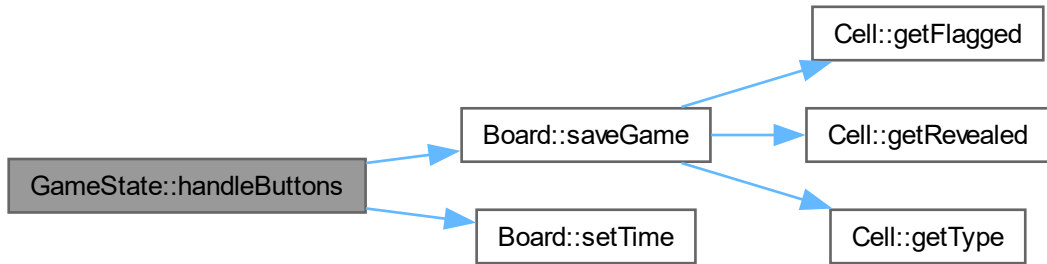 GameState::handleButtons
Board::saveGame
Board::setTime
Cell::getFlagged
Cell::getRevealed
Cell::getType